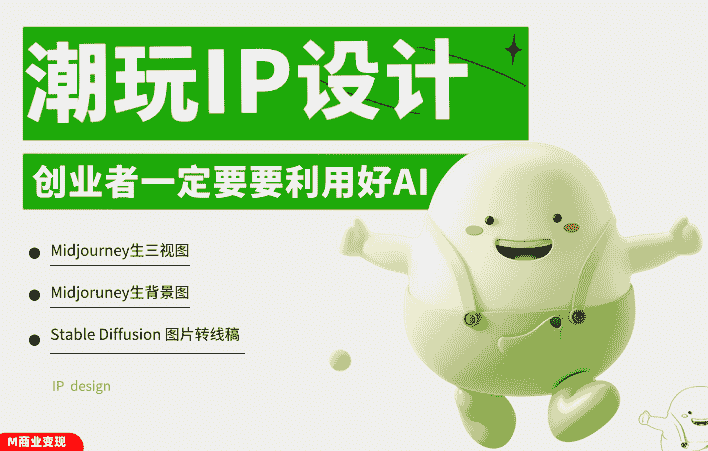 潮玩IP设计
创业者一定要要利用好AI
Midjourney生三视图
Midjoruney生背景图
Stable Diffusion 图片转线稿
IP design
M商业变现